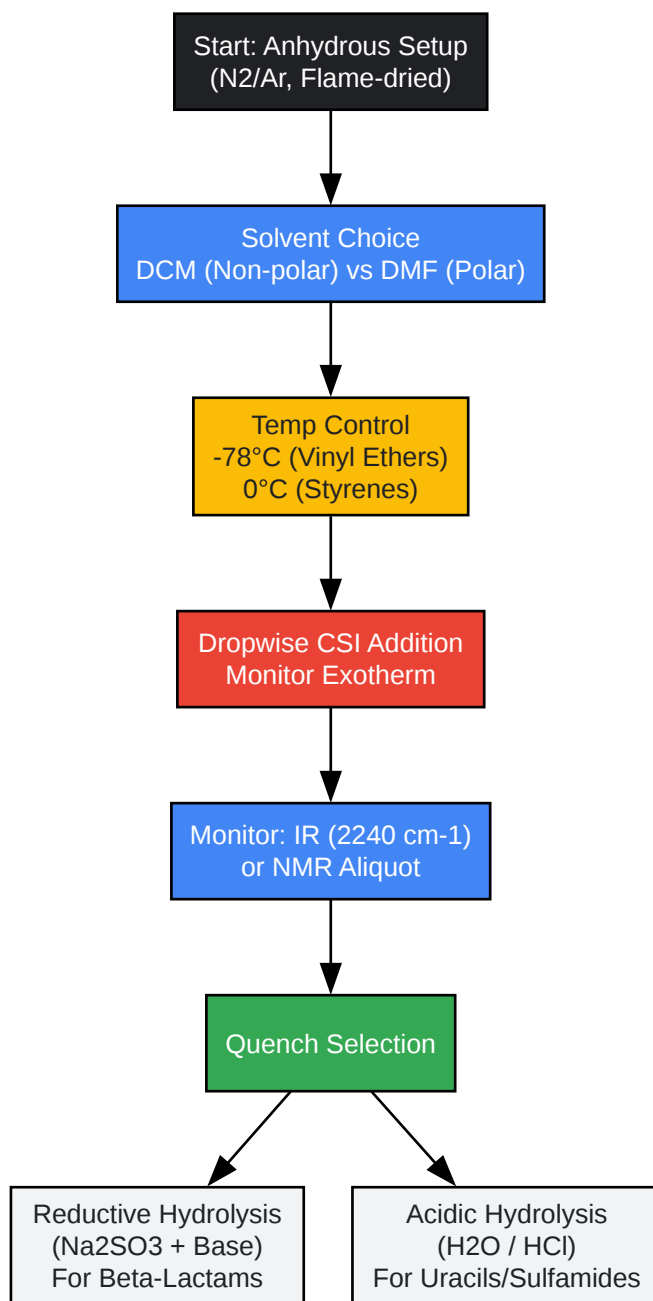 Start: Anhydrous Setup
(N2/Ar, Flame-dried)
Solvent Choice
DCM (Non-polar) vs DMF (Polar)
Temp Control
-78°C (Vinyl Ethers)
0°C (Styrenes)
Dropwise CSI Addition
Monitor Exotherm
Monitor: IR (2240 cm-1)
or NMR Aliquot
Quench Selection
Reductive Hydrolysis
(Na2SO3 + Base)
For Beta-Lactams
Acidic Hydrolysis
(H2O / HCl)
For Uracils/Sulfamides